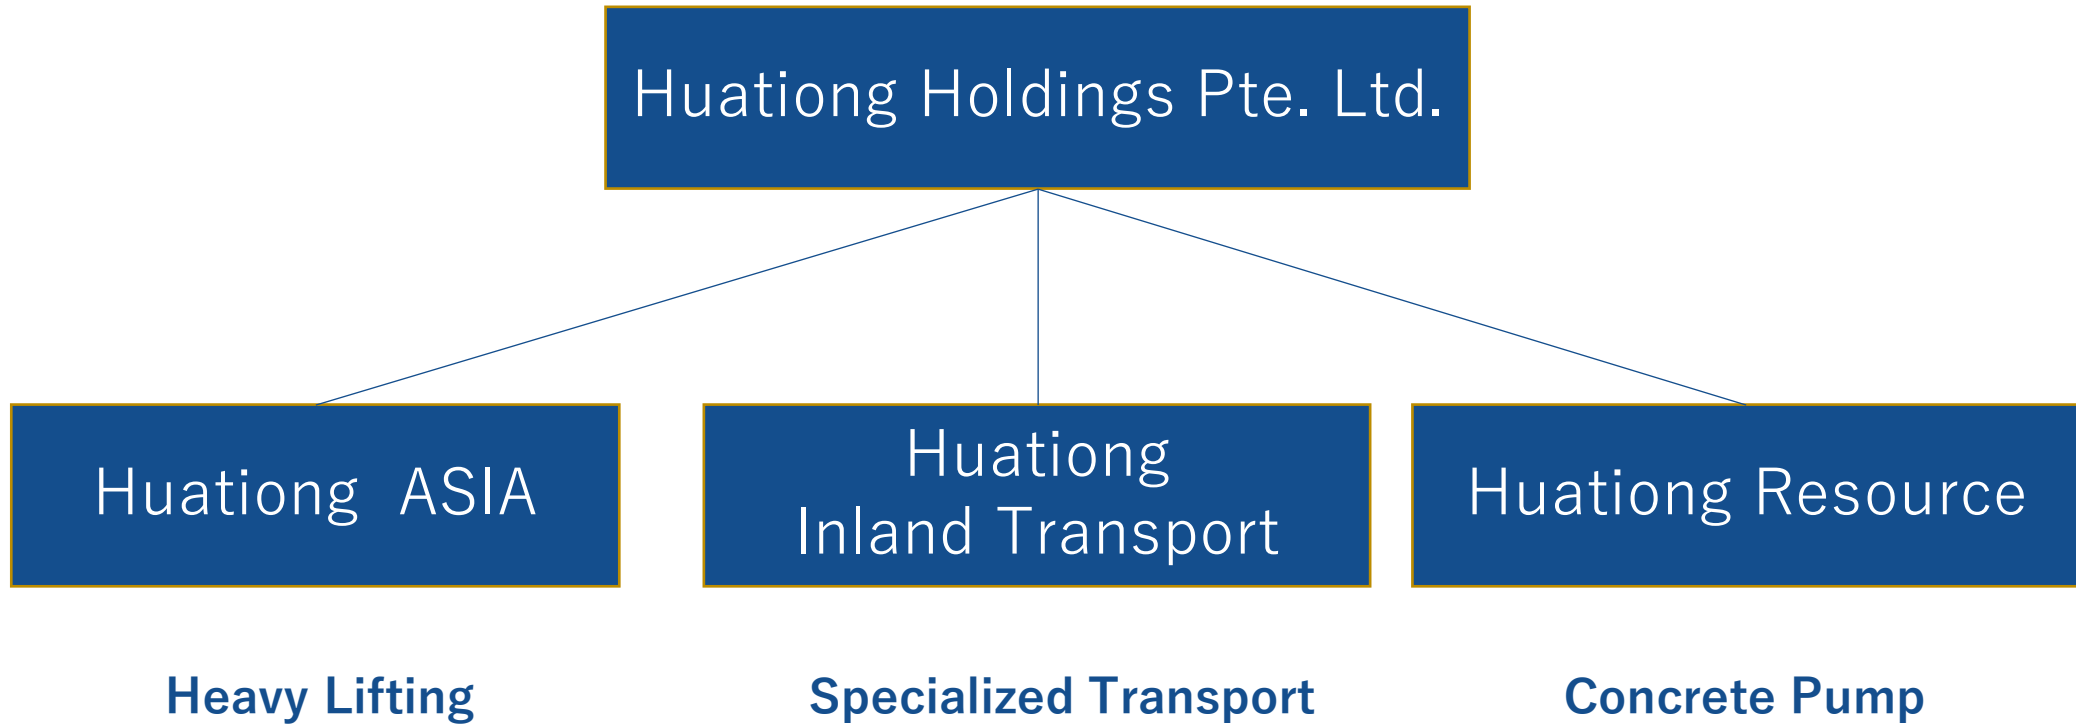 Huationg Holdings Pte. Ltd.
Huationg ASIA
Huationg
Inland Transport
Huationg Resource
Heavy Lifting
Specialized Transport
Concrete Pump